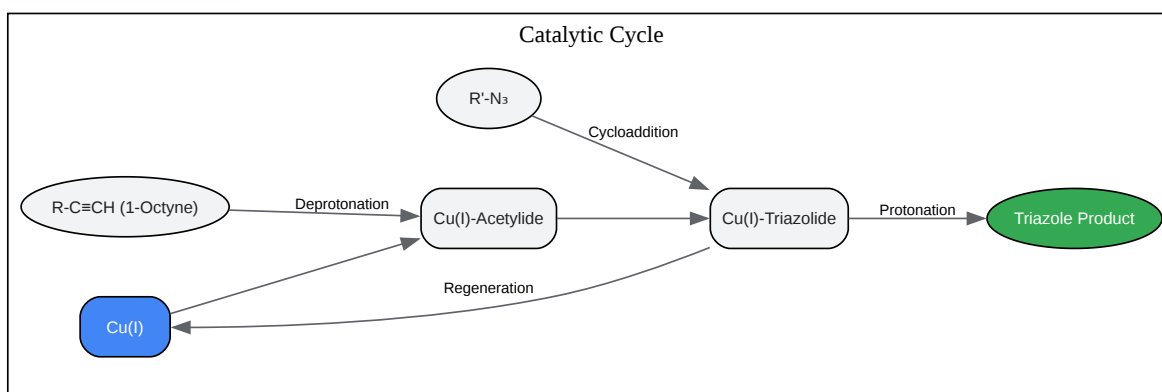 Catalytic Cycle
R'-N₃
Cycloaddition
R-C≡CH (1-Octyne)
Deprotonation
Cu(I)-Acetylide
Cu(I)-Triazolide
Protonation
Triazole Product
Regeneration
Cu(I)